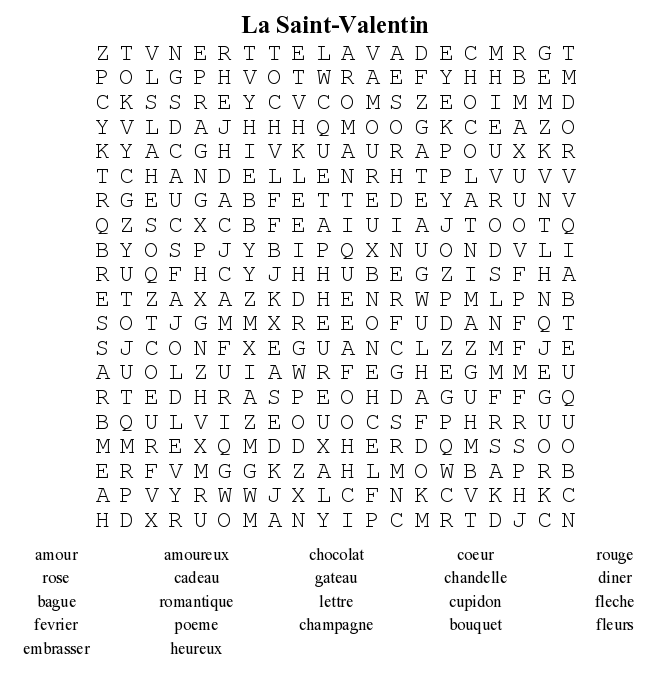 La Saint-Valentin
Z T V N E R T T E L A V A D E C M R G T
P O L G P H V O T W R A E F Y H H B E M
C K S S R E Y C V C O M S Z E O I M M D
Y V L D A J H H H Q M O O G K C E A Z O
K Y A C G H I V K U A U R A P O U X K R
T C H A N D E L L E N R H T P L V U V V
R G E U G A B F E T T E D E Y A R U N V
Q Z S C X C B F E A I U I A J T O O T Q
B Y O S P J Y B I P Q X N U O N D V L I
R U Q F H C Y J H H U B E G Z I S F H A
E T Z A X A Z K D H E N R W P M L P N B
S O T J G M M X R E E O F U D A N F Q T
S J C O N F X E G U A N C L Z Z M F J E
A U O L Z U I A W R F E G H E G M M E U
R T E D H R A S P E O H D A G U F F G Q
B Q U L V I Z E O U O C S F P H R R U U
M M R E X Q M D D X H E R D Q M S S O O
E R F V M G G K Z A H L M O W B A P R B
A P V Y R W W J X L C F N K C V K H K C
H D X R U O M A N Y I P C M R T D J C N
amour amoureux chocolat coeur rouge
rose cadeau gateau chandelle diner
bague romantique lettre cupidon fleche
fevrier poeme champagne bouquet fleurs
embrasser heureux